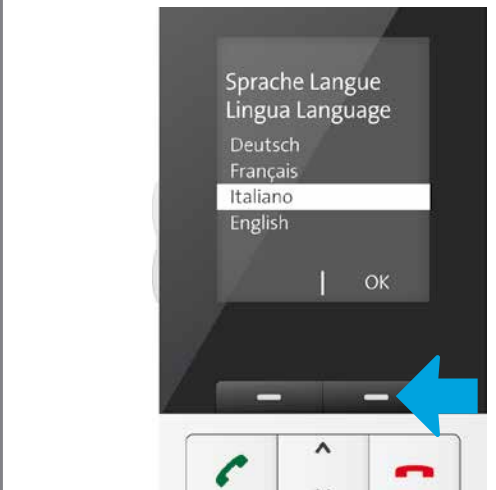 Sprache Langue
Lingua Language
Deutsch
Français
Italiano
English
OK